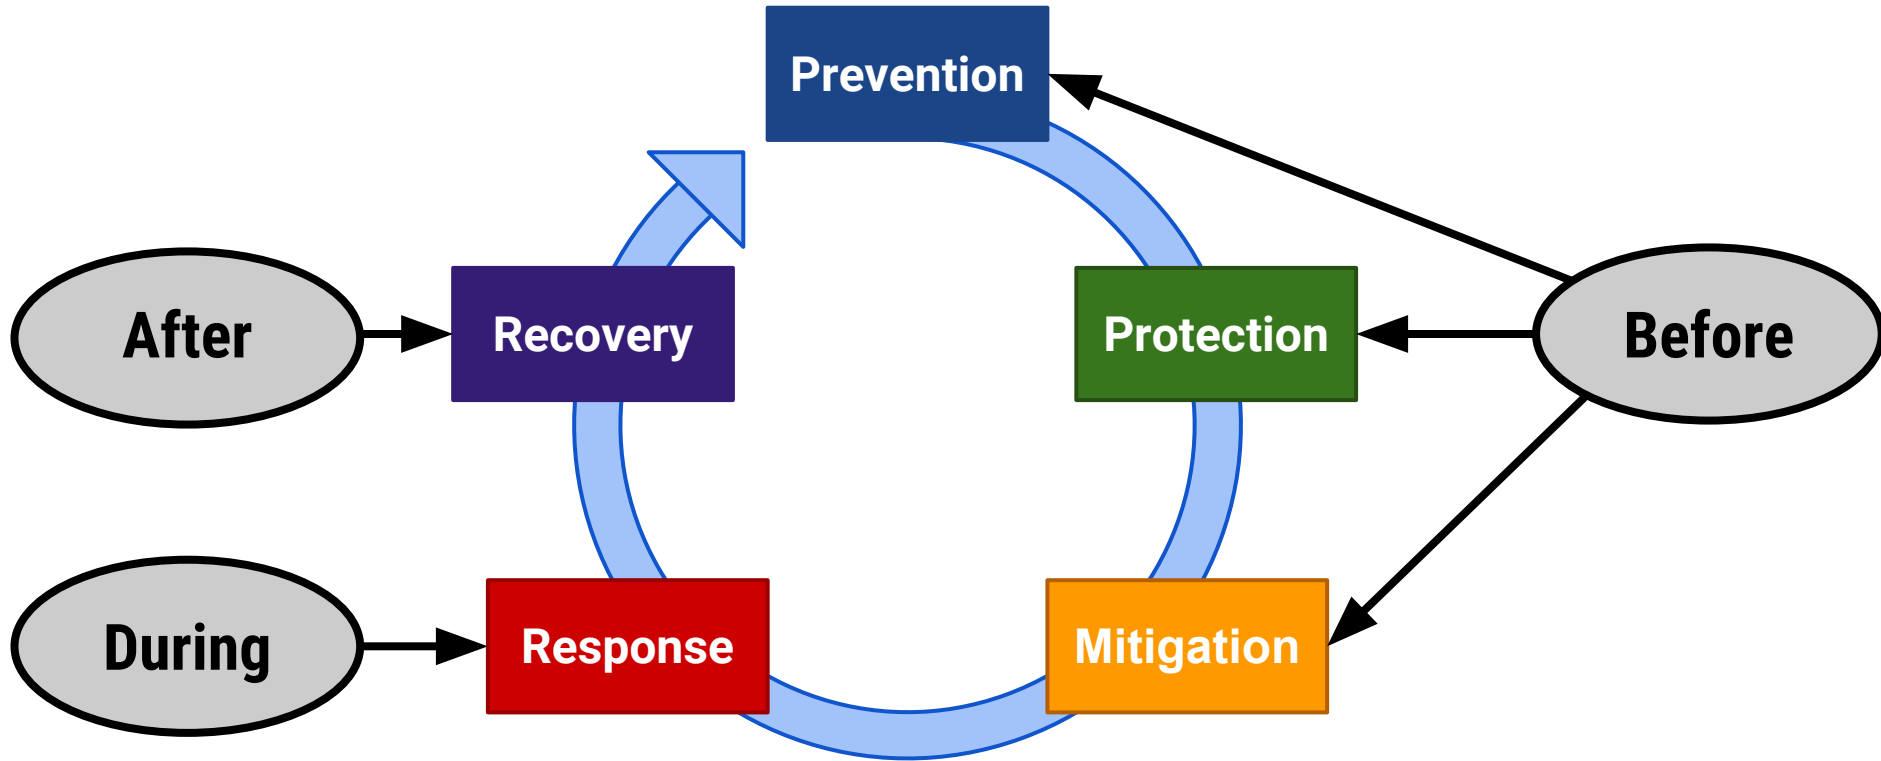 Prevention
After
Recovery
Protection
Before
During
Response
Mitigation